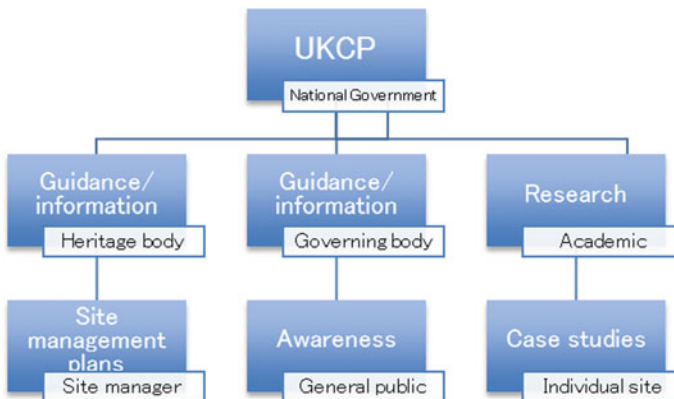 UKCP
National Government
Guidance/
information
Heritage body
Guidance/
information
Governing body
Research
Academic
Site
management
plans
Site manager
Awareness
General public
Case studies
Individual site